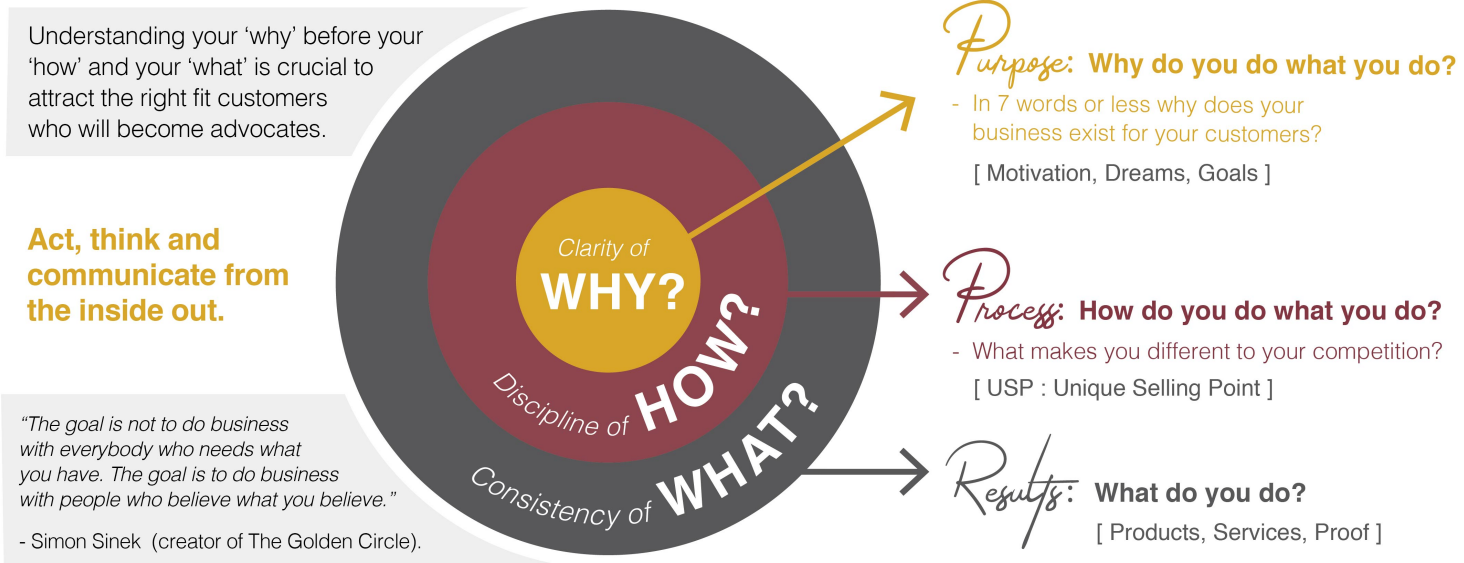 Understanding your ‘why’ before your
‘how’ and your ‘what’ is crucial to
attract the right fit customers
who will become advocates.
Act, think and
communicate from
the inside out.
“The goal is not to do business
with everybody who needs what
you have. The goal is to do business
with people who believe what you believe.”
- Simon Sinek  (creator of The Golden Circle).
Clarity of
WHY?
Discipline of HOW?
Consistency of WHAT?
Purpose: Why do you do what you do?
- In 7 words or less why does your
business exist for your customers?
[ Motivation, Dreams, Goals ]
Process: How do you do what you do?
- What makes you different to your competition?
[ USP : Unique Selling Point ]
Results: What do you do?
[ Products, Services, Proof ]